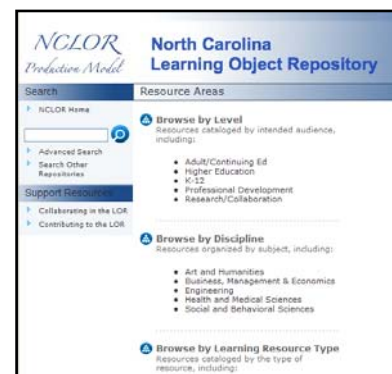 NCLOR
Production Model
North Carolina
Learning Object Repository
Search
NCLOR Home
Advanced Search
Search Other
Repositories
Support Resources
Collaborating in the LOR
Contributing to the LOR
Resource Areas
Browse by Level
Resources cataloged by intended audience,
including:
Adult/Continuing Ed
Higher Education
K-12
Professional Development
Research/Collaboration
Browse by Discipline
Resources organized by subject, including:
Art and Humanities
Business, Management & Economics
Engineering
Health and Medical Sciences
Social and Behavioral Sciences
Browse by Learning Resource Type
Resources cataloged by the type of
resource, including: